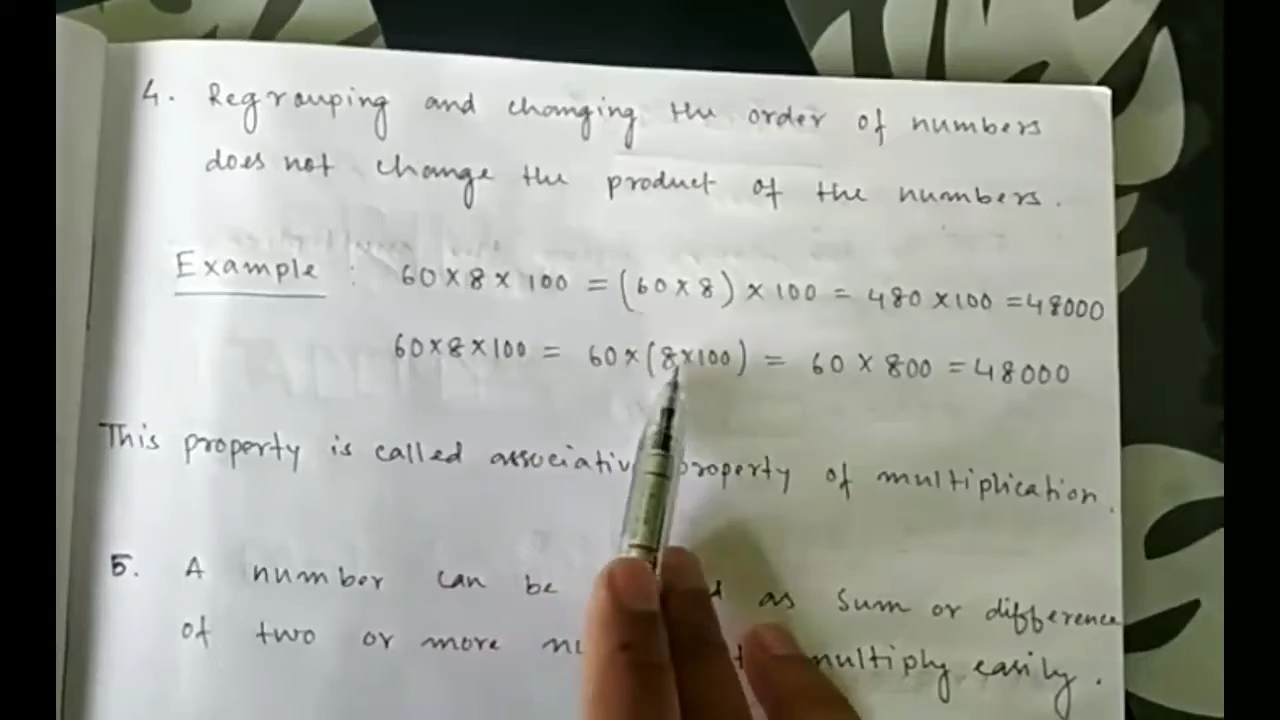 4. Regrouping and changing the order of numbers
does not change the product of the numbers.
Example : 60 × 8 × 100 = (60 × 8) × 100 = 480 × 100 = 48000
60 × 8 × 100 = 60 × (8 × 100) = 60 × 800 = 48000
This property is called associative property of multiplication.
5. A number can be as sum or difference
of two or more multiply easily.